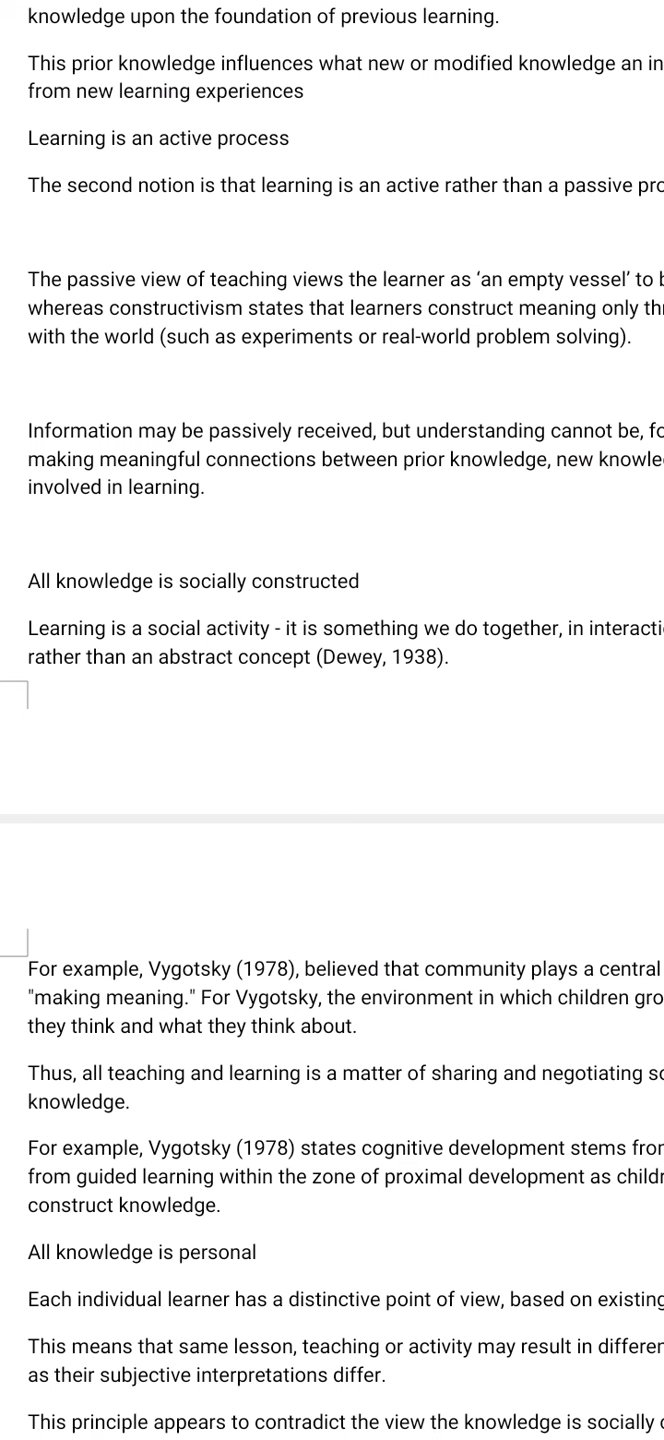 knowledge upon the foundation of previous learning.
This prior knowledge influences what new or modified knowledge an in
from new learning experiences
Learning is an active process
The second notion is that learning is an active rather than a passive pro
The passive view of teaching views the learner as ‘an empty vessel’ to b
whereas constructivism states that learners construct meaning only thr
with the world (such as experiments or real-world problem solving).
Information may be passively received, but understanding cannot be, fo
making meaningful connections between prior knowledge, new knowle
involved in learning.
All knowledge is socially constructed
Learning is a social activity - it is something we do together, in interacti
rather than an abstract concept (Dewey, 1938).
For example, Vygotsky (1978), believed that community plays a central
"making meaning." For Vygotsky, the environment in which children gro
they think and what they think about.
Thus, all teaching and learning is a matter of sharing and negotiating so
knowledge.
For example, Vygotsky (1978) states cognitive development stems from
from guided learning within the zone of proximal development as childr
construct knowledge.
All knowledge is personal
Each individual learner has a distinctive point of view, based on existing
This means that same lesson, teaching or activity may result in differen
as their subjective interpretations differ.
This principle appears to contradict the view the knowledge is socially c